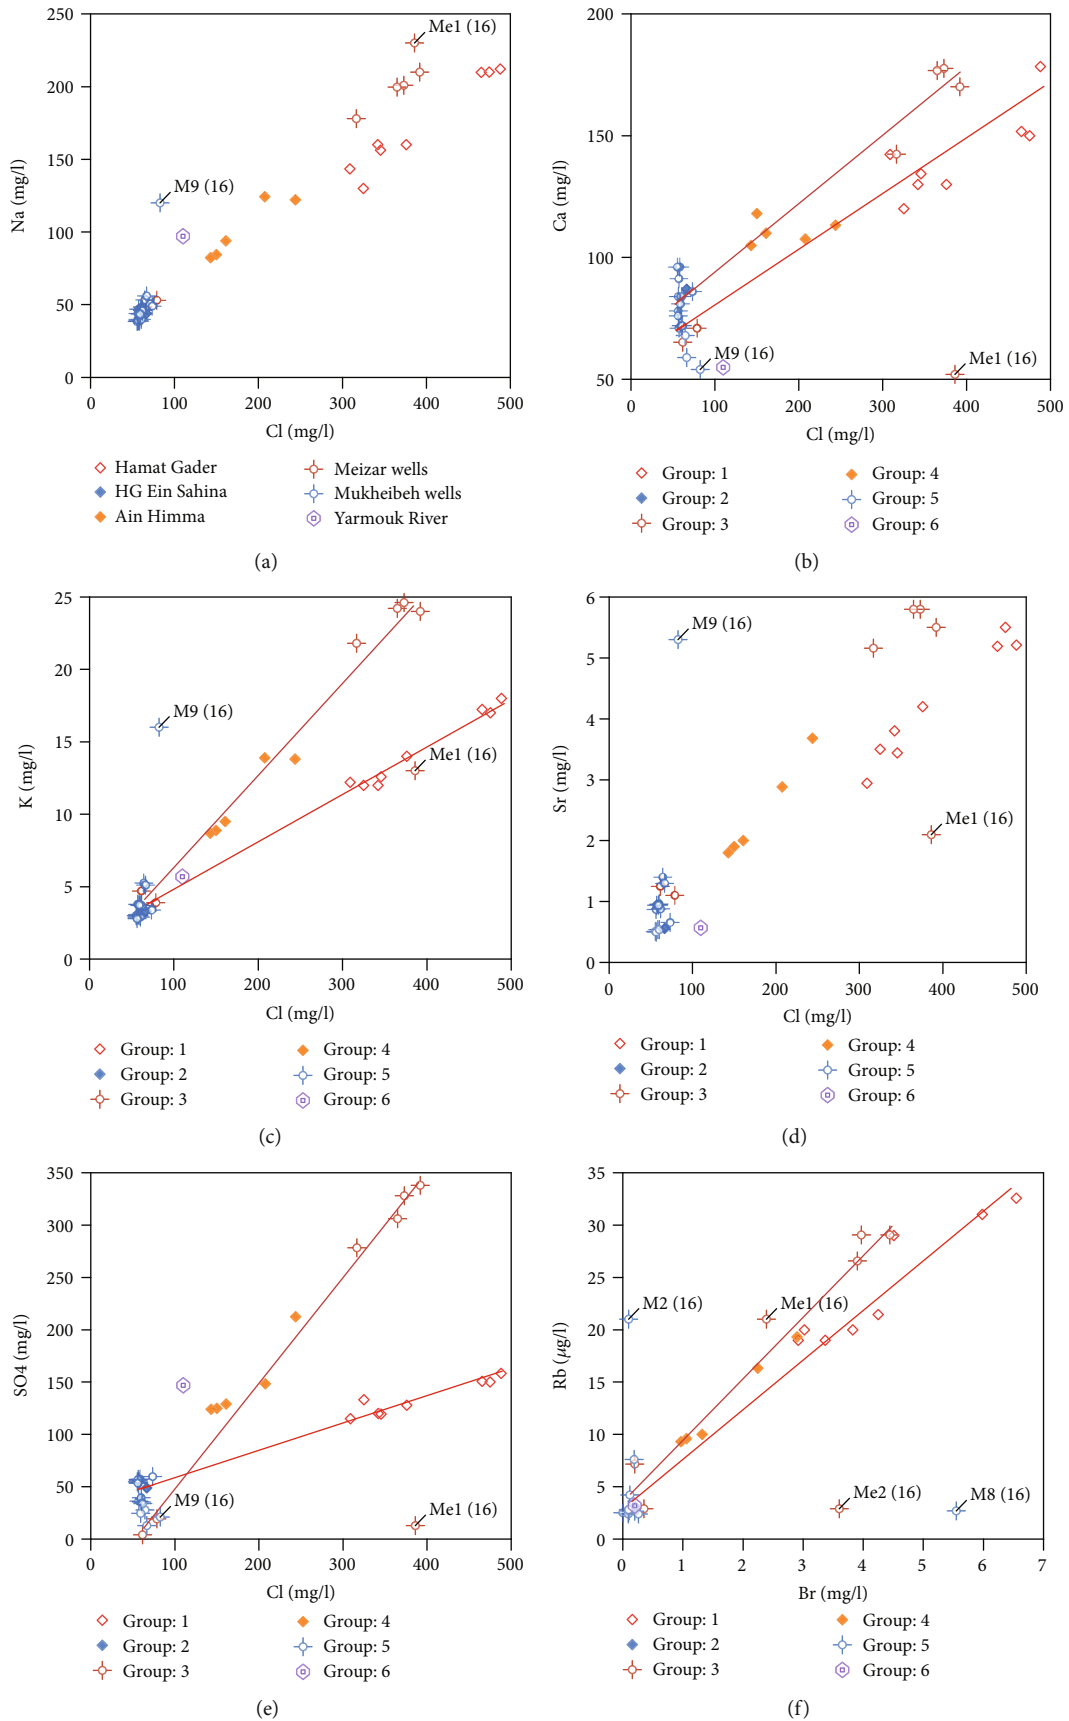 250
200
150
100
50
0
Na (mg/l)
Me1 (16)
M9 (16)
0 100 200 300 400 500
Cl (mg/l)
Hamat Gader
HG Ein Sahina
Ain Himma
Meizar wells
Mukheibeh wells
Yarmouk River
(a)
200
150
100
50
Ca (mg/l)
M9 (16)
Me1 (16)
0 100 200 300 400 500
Cl (mg/l)
Group: 1
Group: 2
Group: 3
Group: 4
Group: 5
Group: 6
(b)
25
20
15
10
5
0
K (mg/l)
M9 (16)
Me1 (16)
0 100 200 300 400 500
Cl (mg/l)
Group: 1
Group: 2
Group: 3
Group: 4
Group: 5
Group: 6
(c)
6
5
4
3
2
1
0
Sr (mg/l)
M9 (16)
Me1 (16)
0 100 200 300 400 500
Cl (mg/l)
Group: 1
Group: 2
Group: 3
Group: 4
Group: 5
Group: 6
(d)
350
300
250
200
150
100
50
0
SO4 (mg/l)
M9 (16)
Me1 (16)
0 100 200 300 400 500
Cl (mg/l)
Group: 1
Group: 2
Group: 3
Group: 4
Group: 5
Group: 6
(e)
35
30
25
20
15
10
5
0
Rb (μg/l)
M2 (16)
Me1 (16)
Me2 (16)
M8 (16)
0 1 2 3 4 5 6 7
Br (mg/l)
Group: 1
Group: 2
Group: 3
Group: 4
Group: 5
Group: 6
(f)